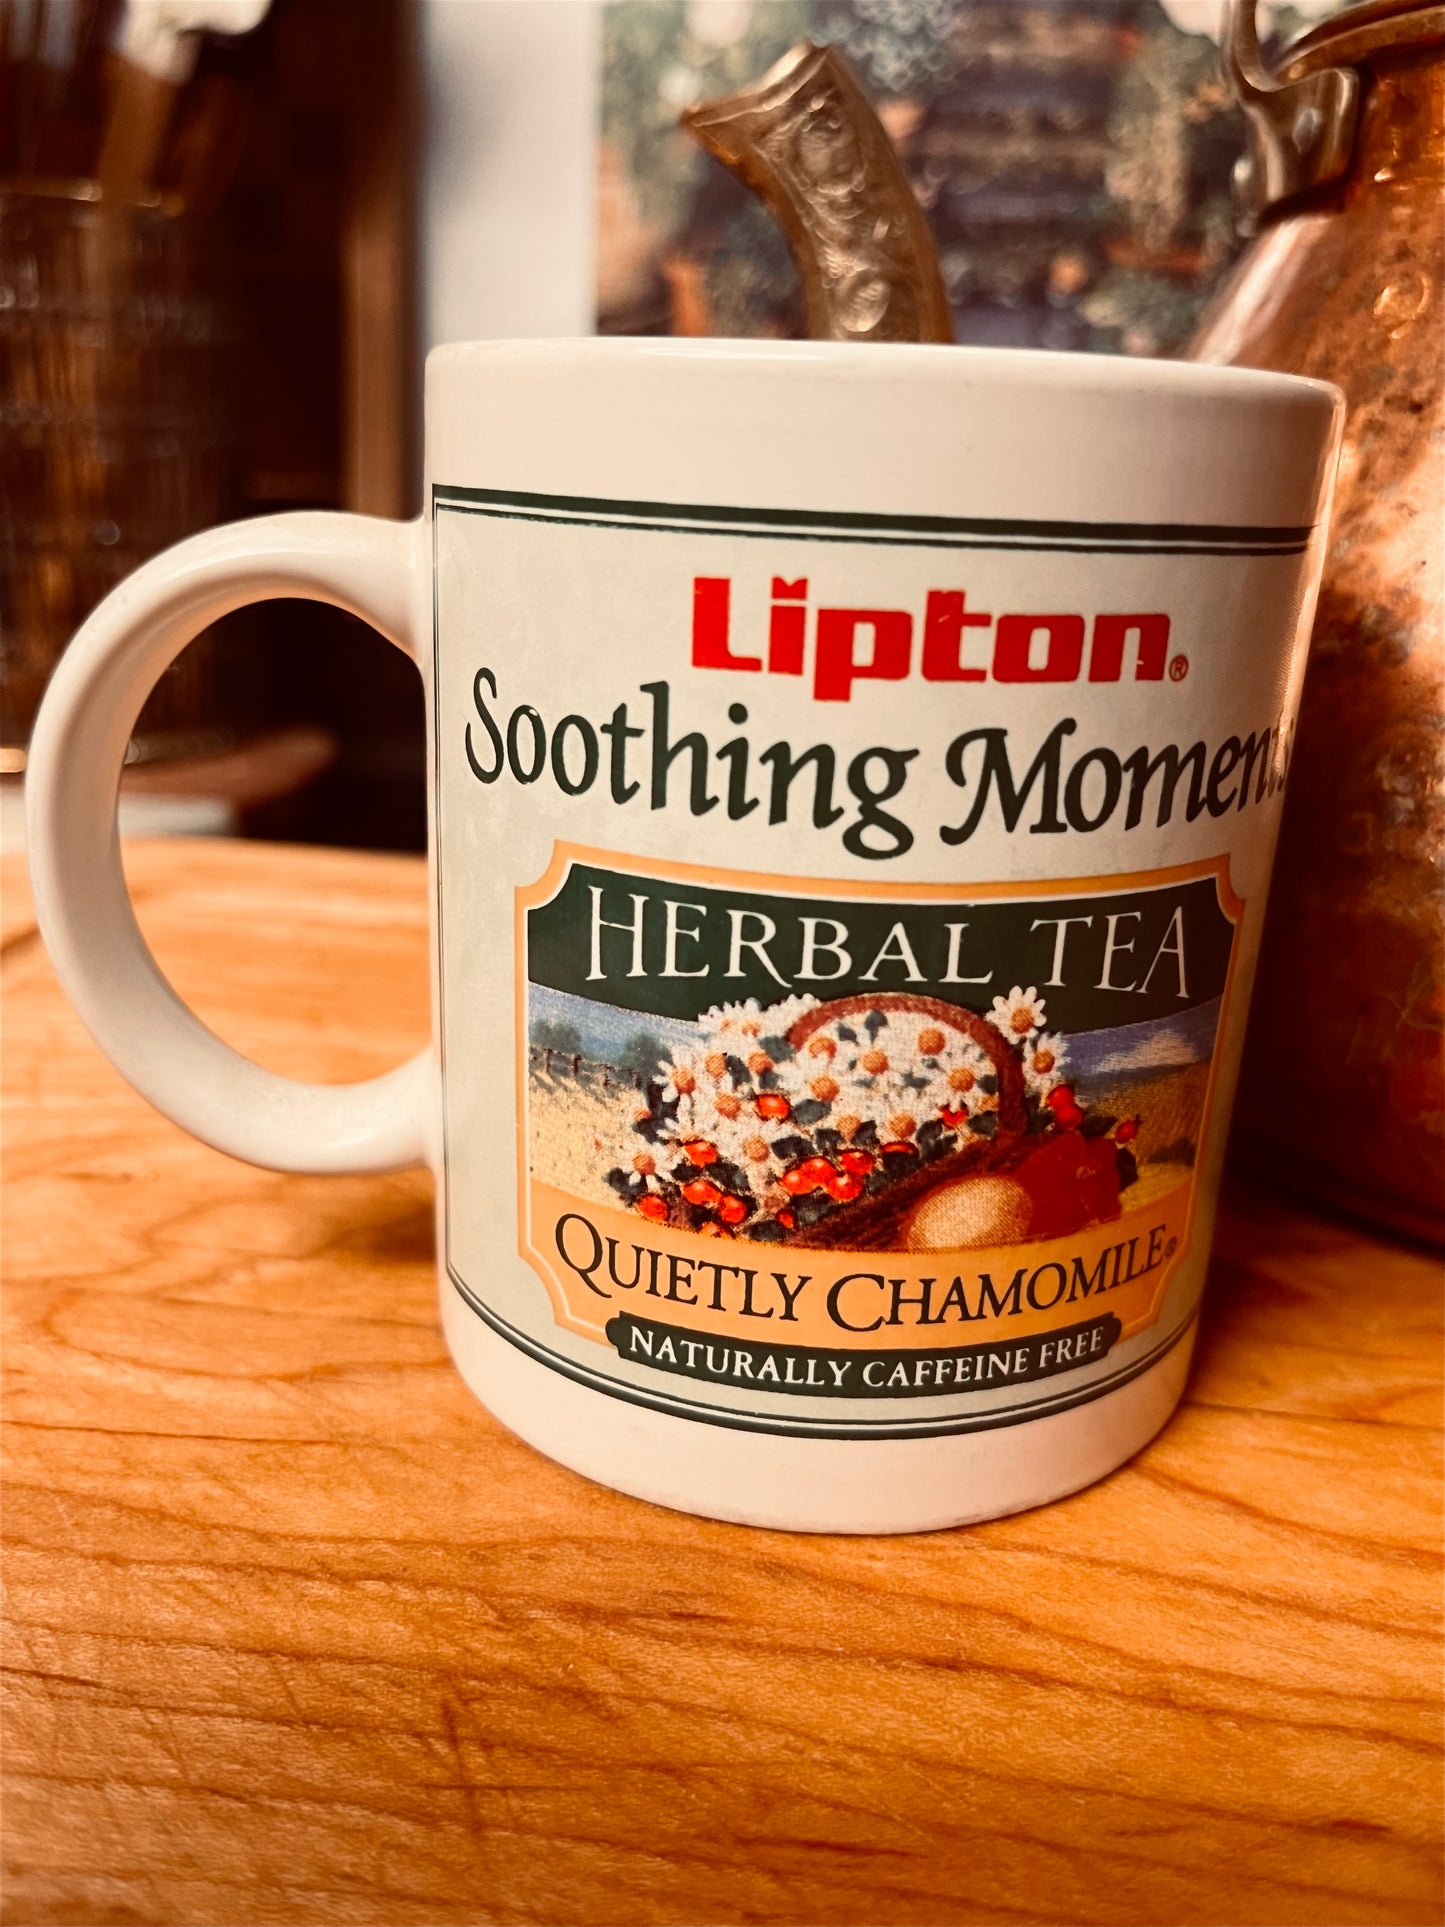 Lipton®
Soothing Moments
HERBAL TEA
QUIETLY CHAMOMILE®
NATURALLY CAFFEINE FREE